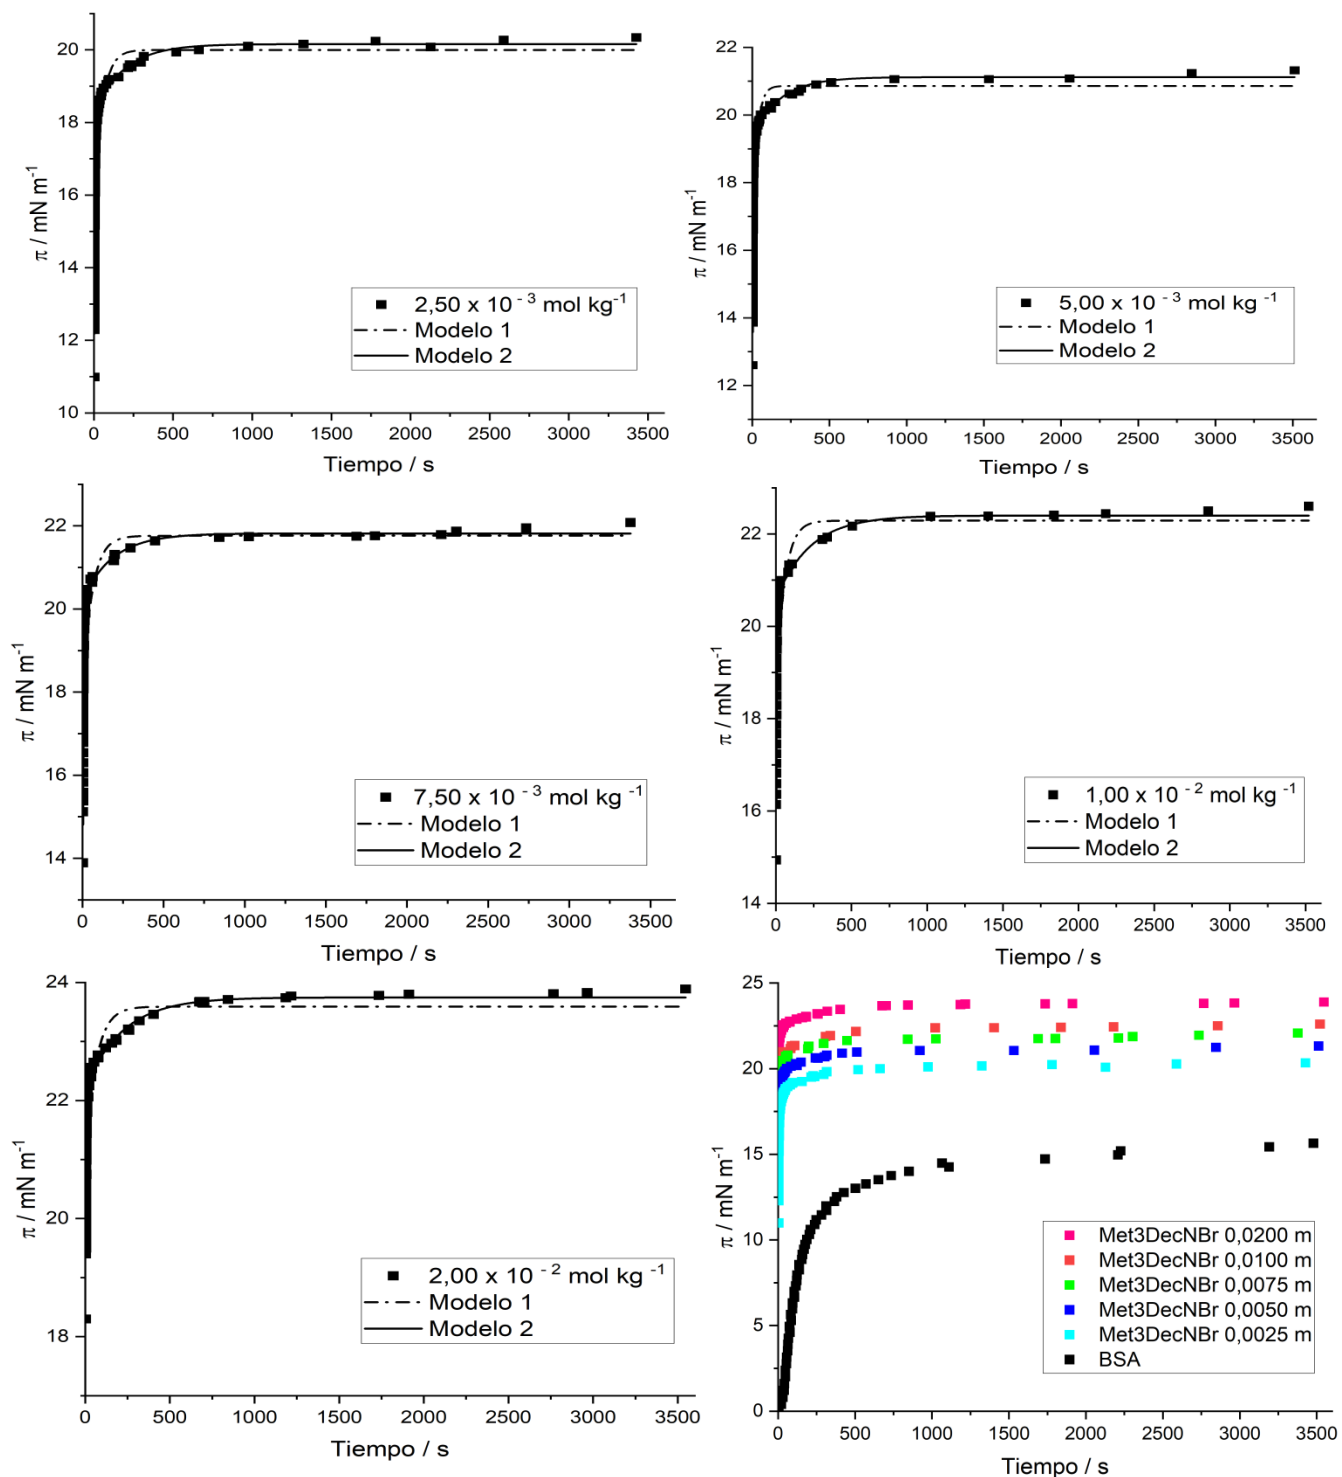 20
18
16
14
12
10
π / mN m⁻¹
2,50 x 10 ⁻ ³ mol kg⁻¹
Modelo 1
Modelo 2
0 500 1000 1500 2000 2500 3000 3500
Tiempo / s
22
20
18
16
14
12
π / mN m⁻¹
5,00 x 10 ⁻³ mol kg⁻¹
Modelo 1
Modelo 2
0 500 1000 1500 2000 2500 3000 3500
Tiempo / s
22
20
18
16
14
π / mN m⁻¹
7,50 x 10 ⁻³ mol kg ⁻¹
Modelo 1
Modelo 2
0 500 1000 1500 2000 2500 3000 3500
Tiempo / s
22
20
18
16
14
π / mN m⁻¹
1,00 x 10 ⁻² mol kg ⁻¹
Modelo 1
Modelo 2
0 500 1000 1500 2000 2500 3000 3500
Tiempo / s
24
22
20
18
π / mN m⁻¹
2,00 x 10 ⁻² mol kg ⁻¹
Modelo 1
Modelo 2
0 500 1000 1500 2000 2500 3000 3500
Tiempo / s
25
20
15
10
5
0
π / mN m⁻¹
Met3DecNBr 0,0200 m
Met3DecNBr 0,0100 m
Met3DecNBr 0,0075 m
Met3DecNBr 0,0050 m
Met3DecNBr 0,0025 m
BSA
0 500 1000 1500 2000 2500 3000 3500
Tiempo / s